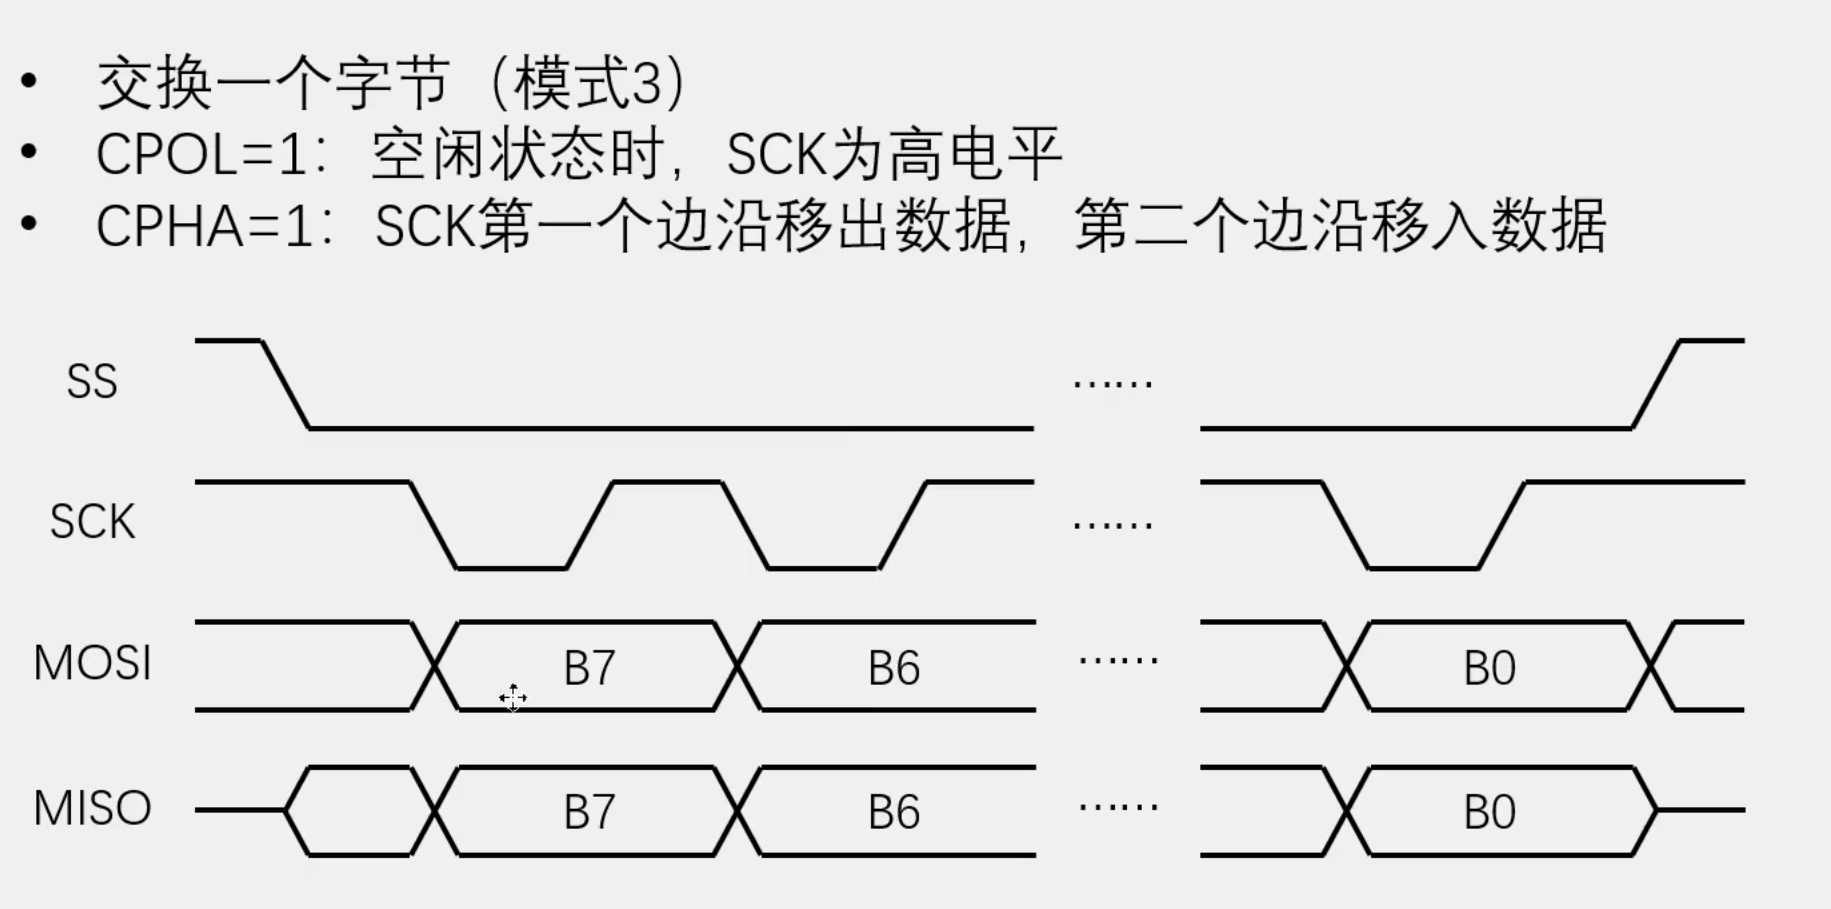 • 交换一个字节（模式3）
• CPOL=1：空闲状态时，SCK为高电平
• CPHA=1：SCK第一个边沿移出数据，第二个边沿移入数据
SS ……
SCK ……
MOSI B7 B6 …… B0
MISO B7 B6 …… B0